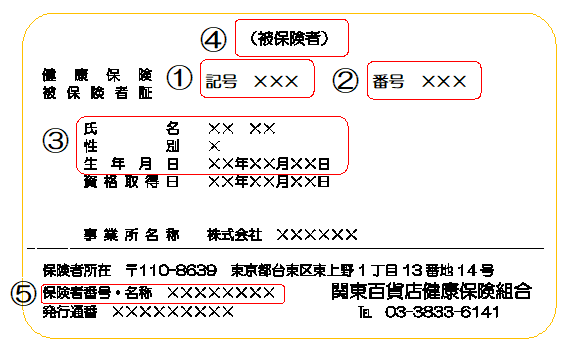 ④ （被保険者）
健康保険 ① 記号 ××× ② 番号 ×××
被保険者証
③ 氏名 ×× ××
性別 ×
生年月日 ××年××月××日
資格取得日 ××年××月××日
事業所名称 株式会社 ××××××
保険者所在 〒110-8639 東京都台東区東上野1丁目13番地14号
⑤ 保険者番号・名称 ×××××××× 関東百貨店健康保険組合
発行通番 ××××××××× ℡ 03-3833-6141